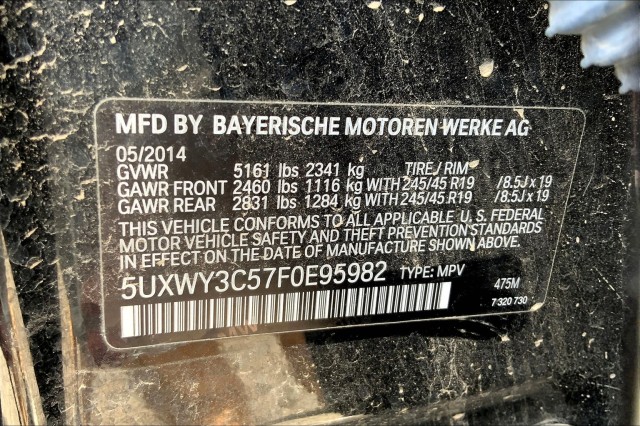 MFD BY BAYERISCHE MOTOREN WERKE AG
05/2014
GVWR 5161 lbs 2341 kg TIRE / RIM
GAWR FRONT 2460 lbs 1116 kg WITH 245/45 R19 /8.5J x 19
GAWR REAR 2831 lbs 1284 kg WITH 245/45 R19 /8.5J x 19
THIS VEHICLE CONFORMS TO ALL APPLICABLE U. S. FEDERAL
MOTOR VEHICLE SAFETY AND THEFT PREVENTION STANDARDS
IN EFFECT ON THE DATE OF MANUFACTURE SHOWN ABOVE.
5UXWY3C57F0E95982 TYPE: MPV 475M
7 320 730